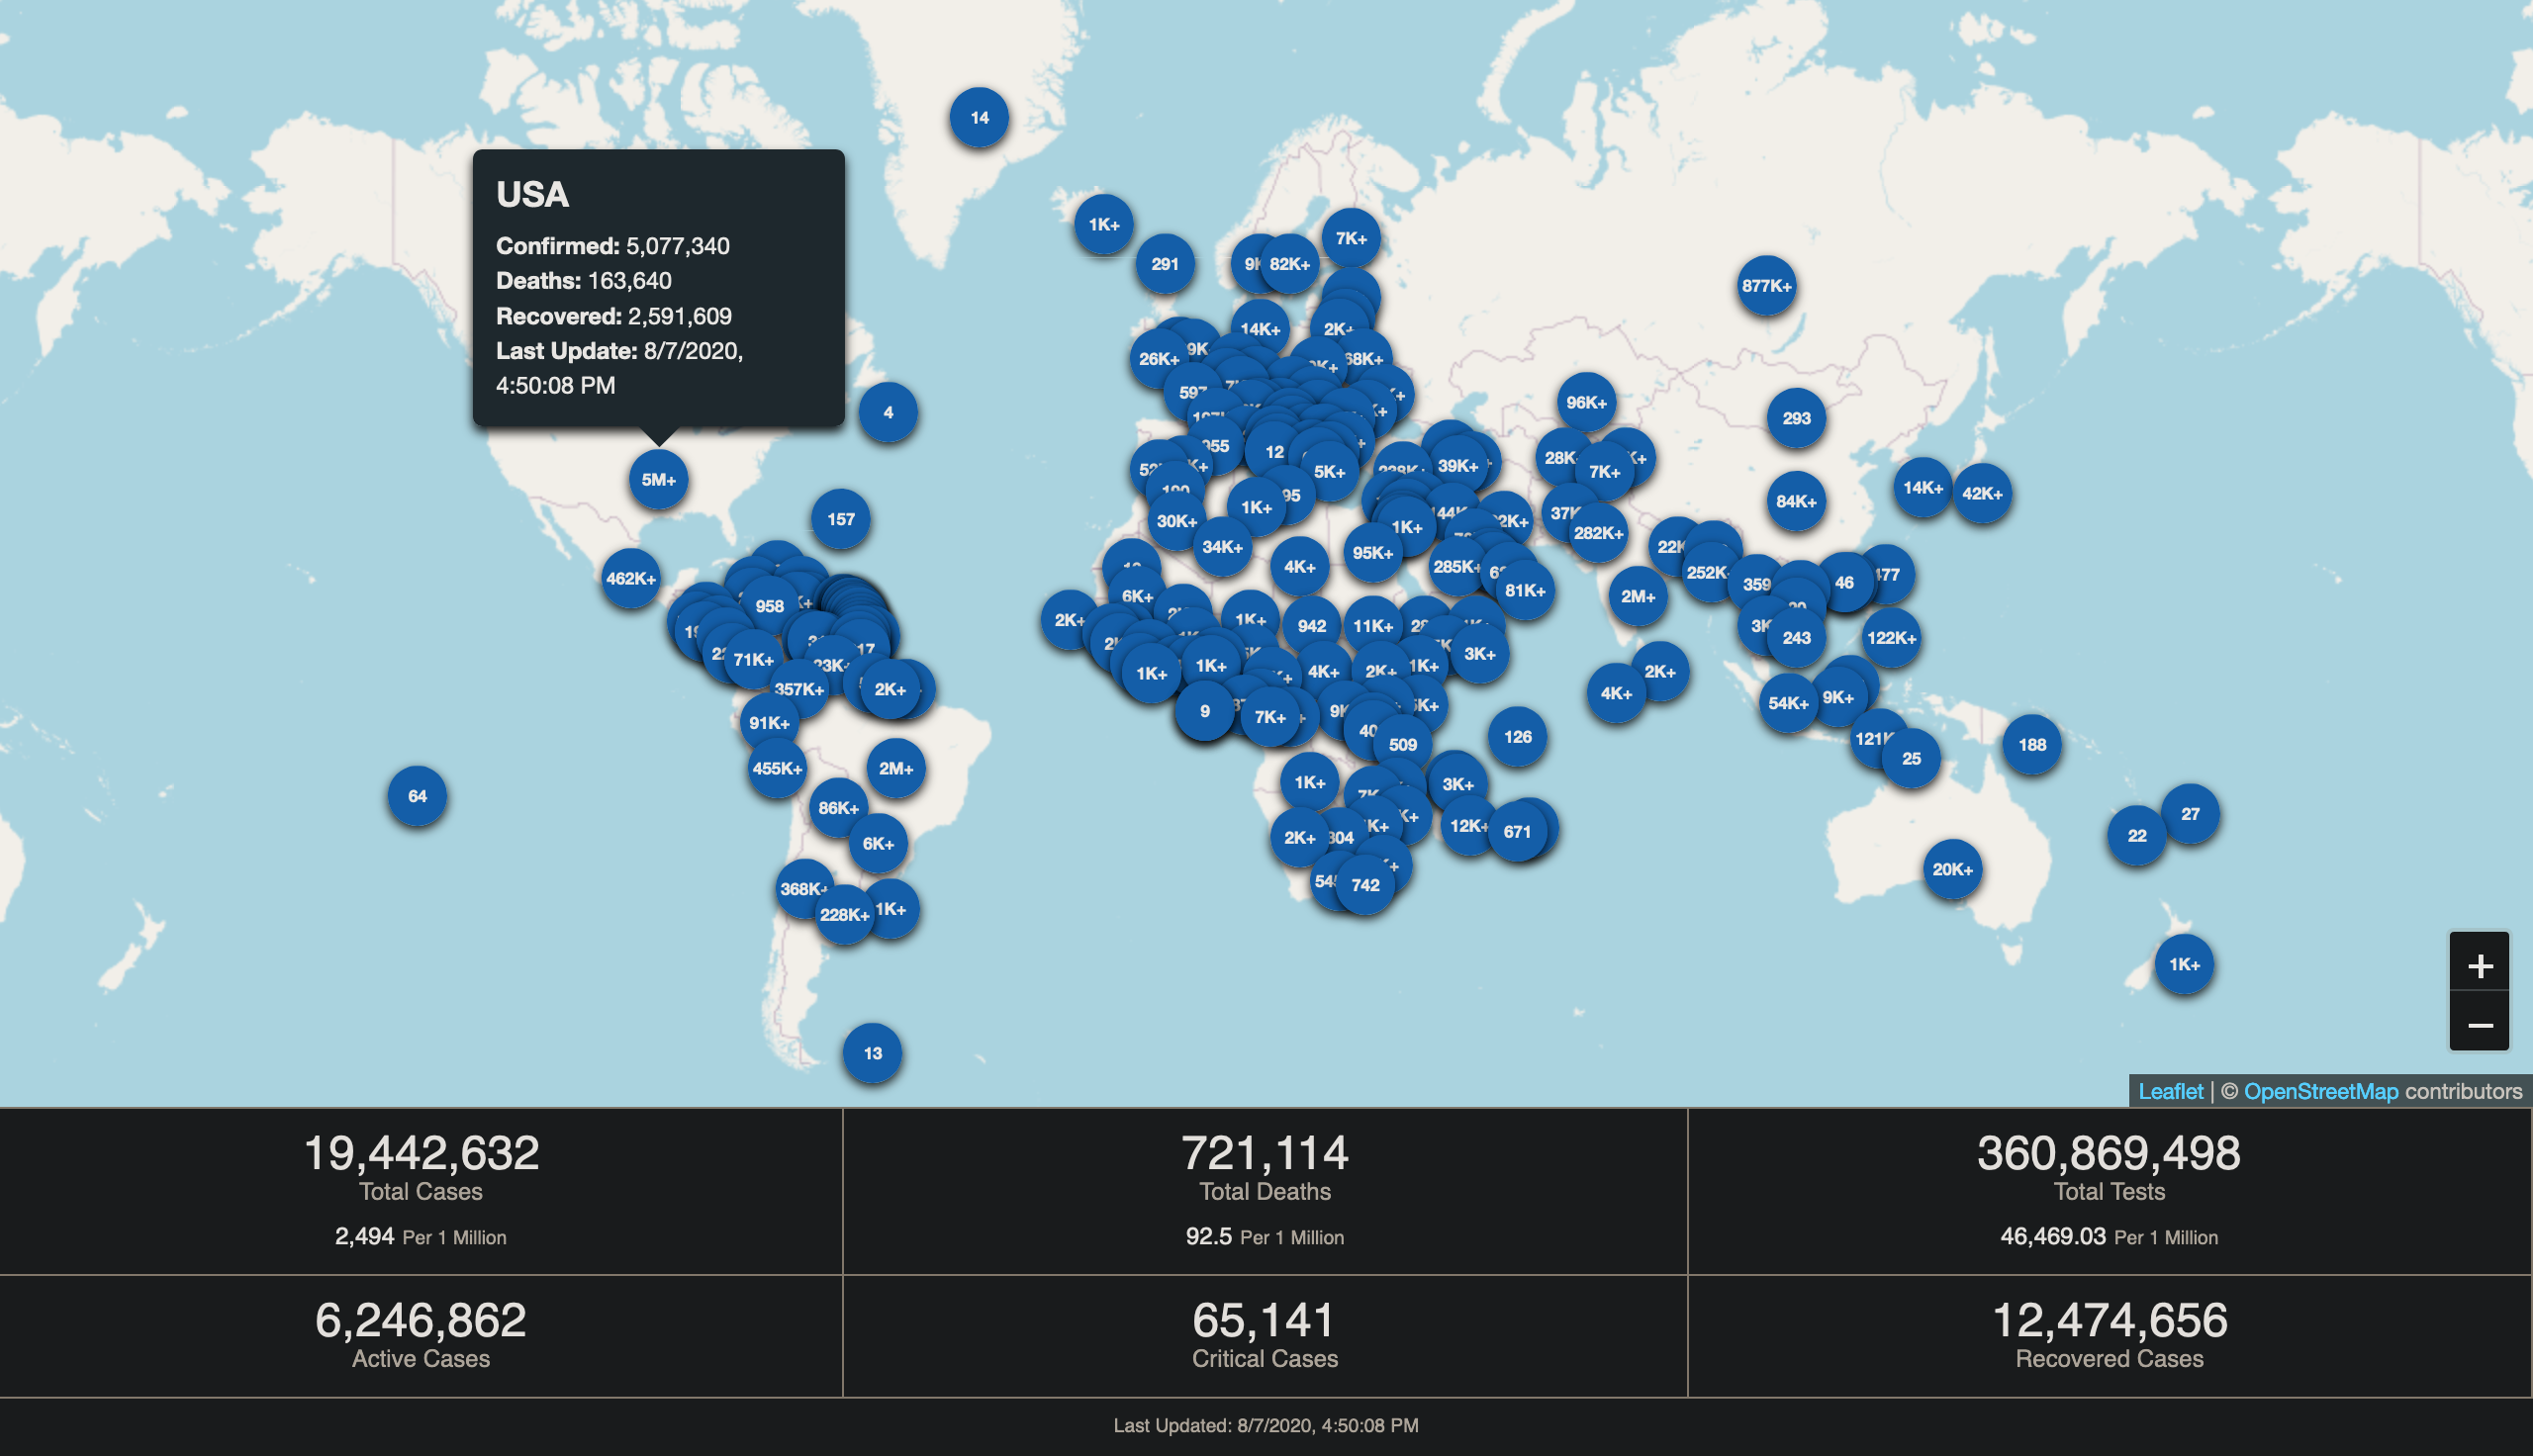 14
USA
Confirmed: 5,077,340
Deaths: 163,640
Recovered: 2,591,609
Last Update: 8/7/2020,
4:50:08 PM
1K+
7K+
291
82K+
877K+
14K+
2K+
26K+
68K+
96K+
4
293
12
5K+
39K+
7K+
5M+
14K+
42K+
84K+
1K+
157
30K+
1K+
282K+
34K+
95K+
4K+
285K+
462K+
81K+
2M+
46
6K+
958
2K+
942
11K+
243
122K+
71K+
3K+
1K+
1K+
4K+
2K+
2K+
357K+
2K+
4K+
54K+
9K+
9
7K+
91K+
509
126
188
25
455K+
2M+
1K+
3K+
64
86K+
27
12K+
671
22
2K+
6K+
20K+
742
368K+
228K+
1K+
1K+
13
+
−
Leaflet | © OpenStreetMap contributors
19,442,632
Total Cases
2,494 Per 1 Million
721,114
Total Deaths
92.5 Per 1 Million
360,869,498
Total Tests
46,469.03 Per 1 Million
6,246,862
Active Cases
65,141
Critical Cases
12,474,656
Recovered Cases
Last Updated: 8/7/2020, 4:50:08 PM